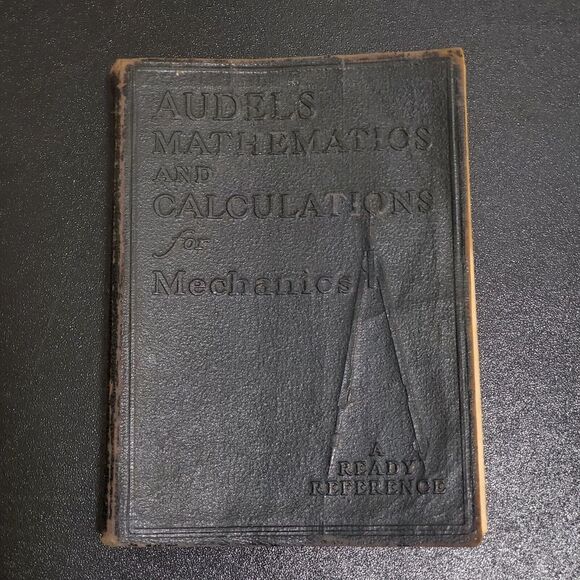 AUDELS
MATHEMATICS
AND
CALCULATIONS
for
Mechanics
A
READY
REFERENCE